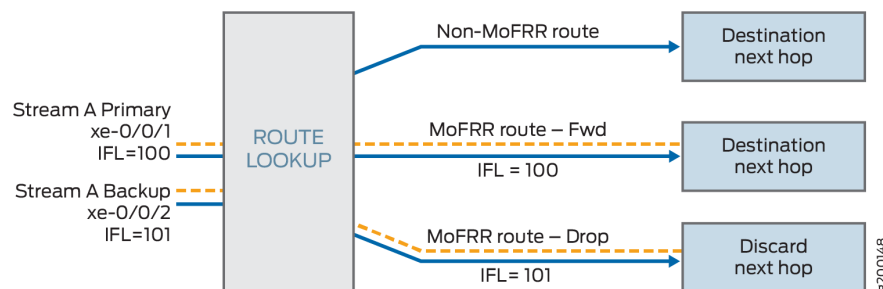 Non-MoFRR route
Destination
next hop
Stream A Primary
xe-0/0/1
IFL=100
ROUTE
LOOKUP
MoFRR route – Fwd
IFL = 100
Destination
next hop
Stream A Backup
xe-0/0/2
IFL=101
MoFRR route – Drop
IFL= 101
Discard
next hop
g200148